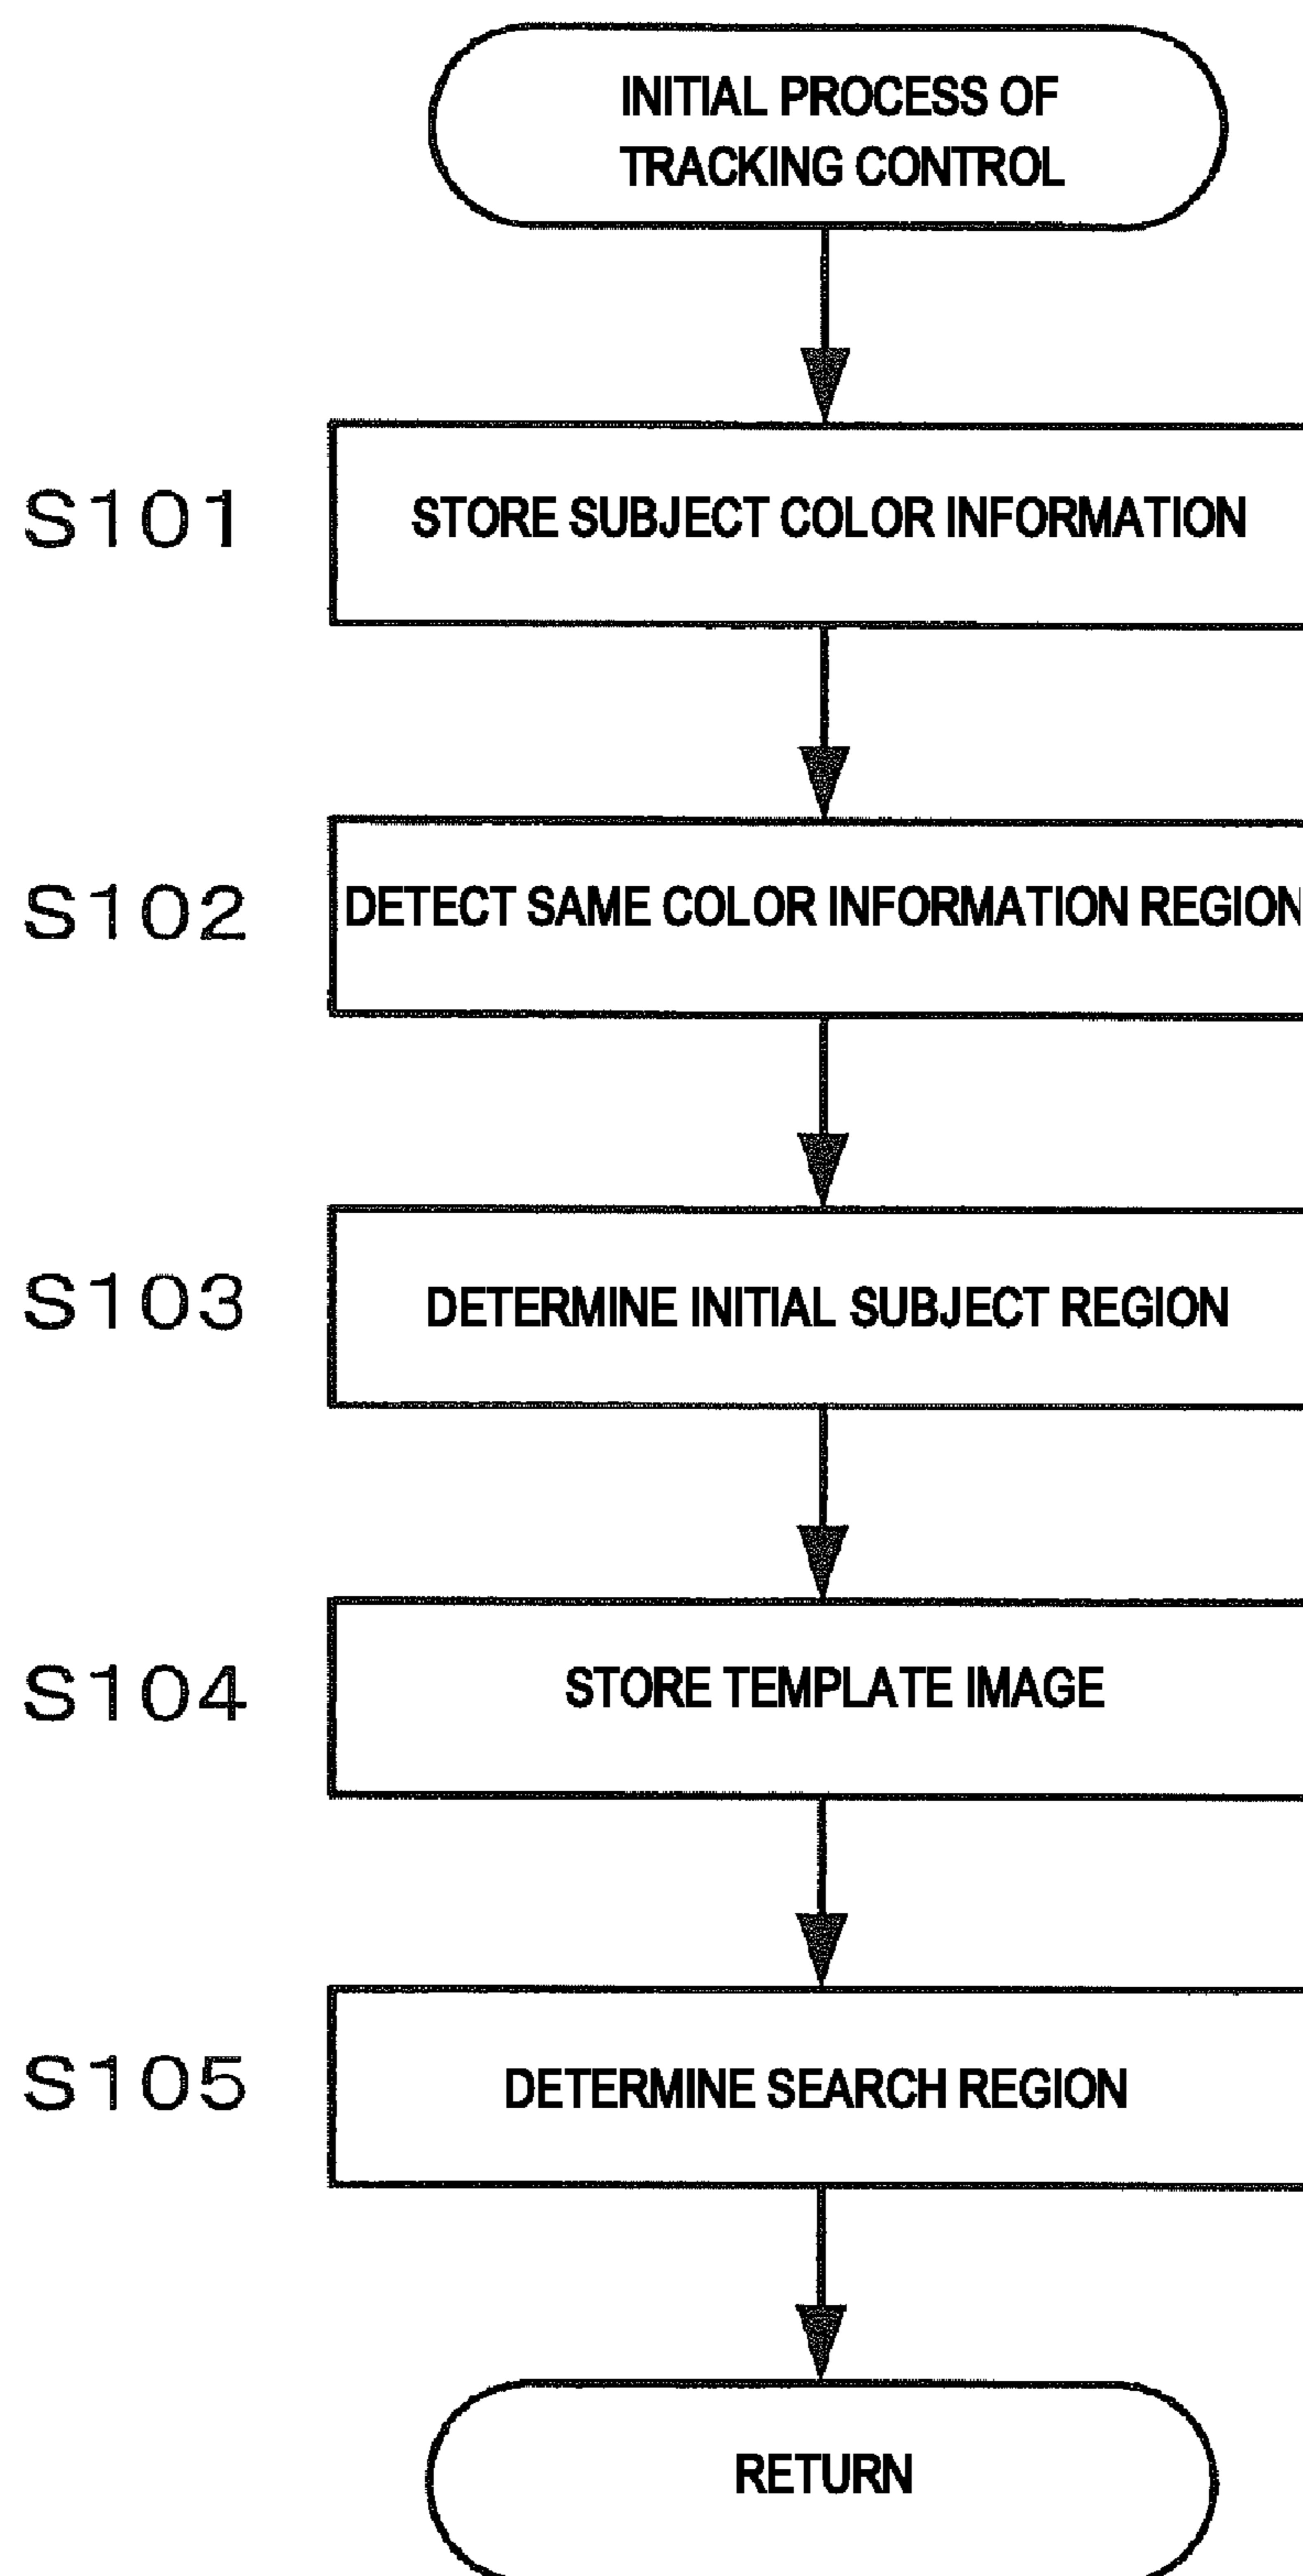 INITIAL PROCESS OF
TRACKING CONTROL
S101
STORE SUBJECT COLOR INFORMATION
S102
DETECT SAME COLOR INFORMATION REGION
S103
DETERMINE INITIAL SUBJECT REGION
S104
STORE TEMPLATE IMAGE
S105
DETERMINE SEARCH REGION
RETURN